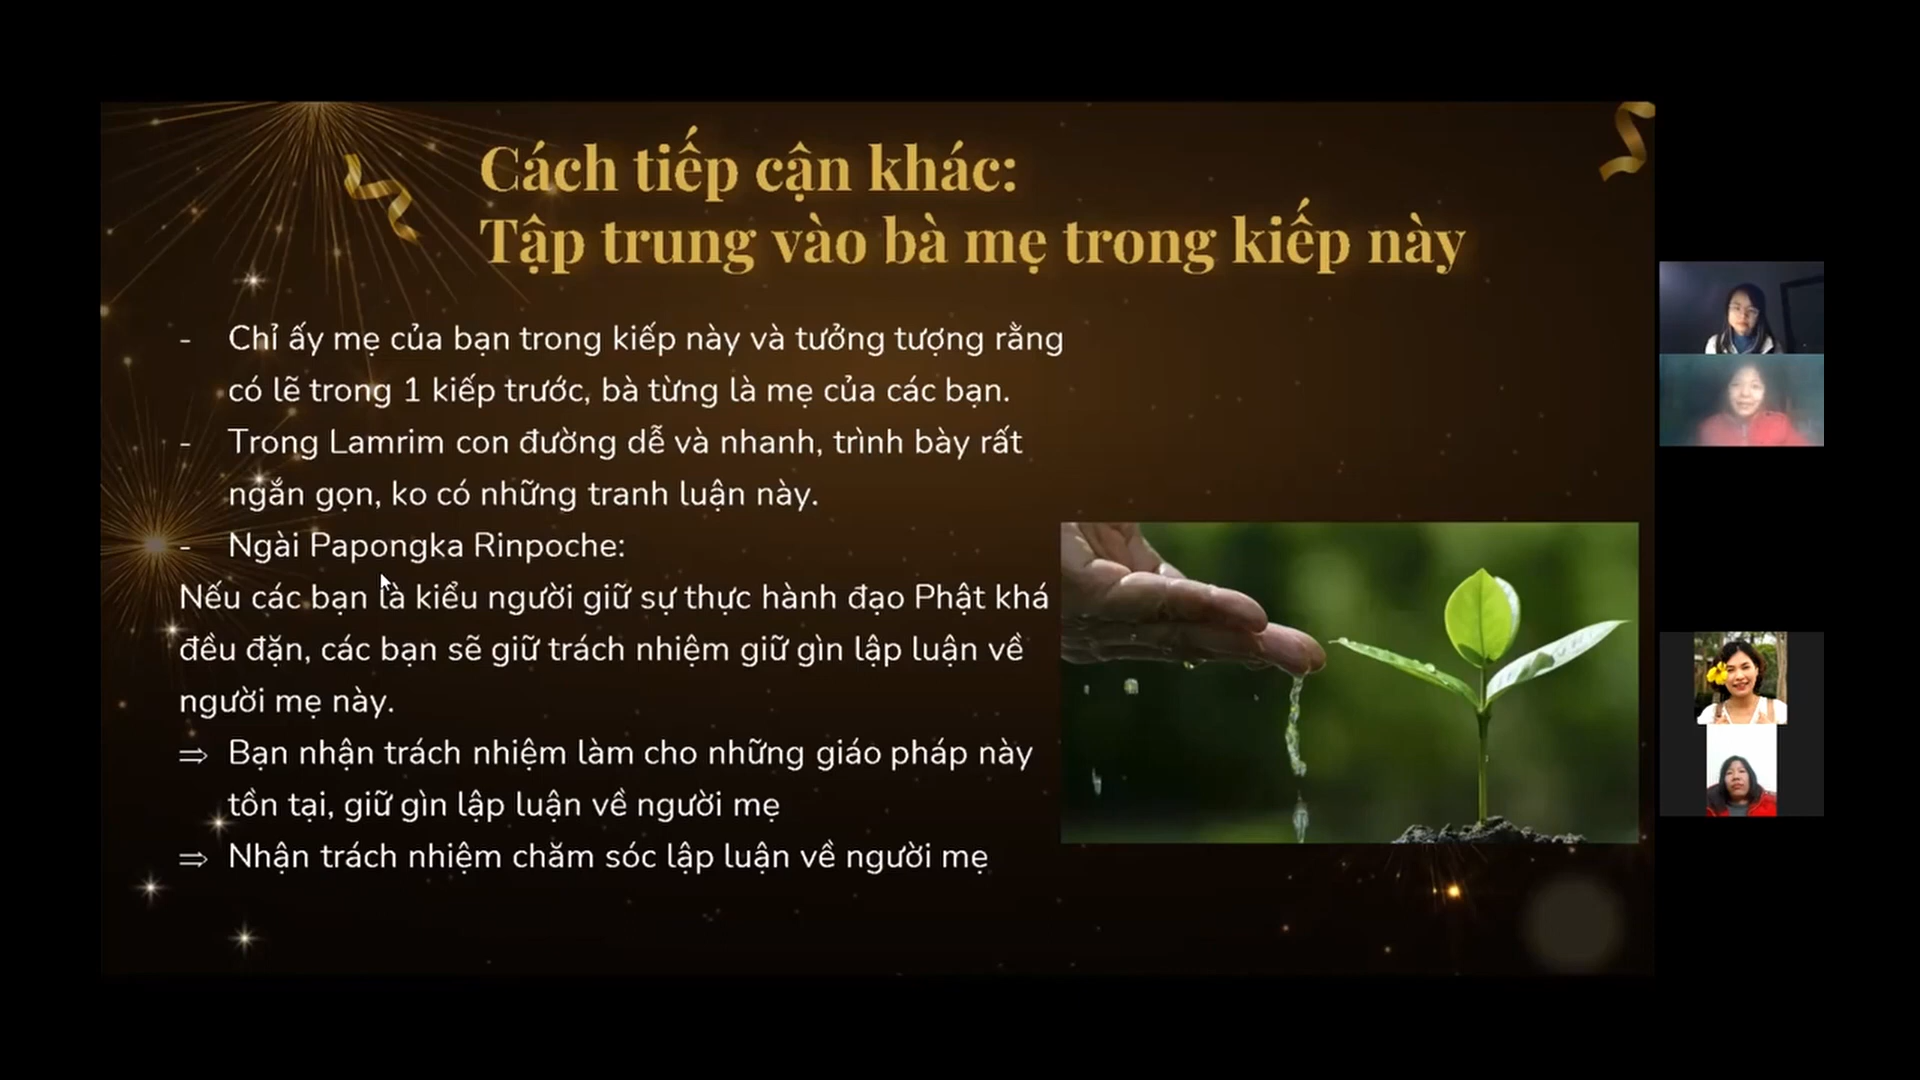 Cách tiếp cận khác:
Tập trung vào bà mẹ trong kiếp này
- Chỉ ấy mẹ của bạn trong kiếp này và tưởng tượng rằng
có lẽ trong 1 kiếp trước, bà từng là mẹ của các bạn.
- Trong Lamrim con đường dễ và nhanh, trình bày rất
ngắn gọn, ko có những tranh luận này.
- Ngài Papongka Rinpoche:
Nếu các bạn là kiểu người giữ sự thực hành đạo Phật khá
đều đặn, các bạn sẽ giữ trách nhiệm giữ gìn lập luận về
người mẹ này.
⇒ Bạn nhận trách nhiệm làm cho những giáo pháp này
tồn tại, giữ gìn lập luận về người mẹ
⇒ Nhận trách nhiệm chăm sóc lập luận về người mẹ